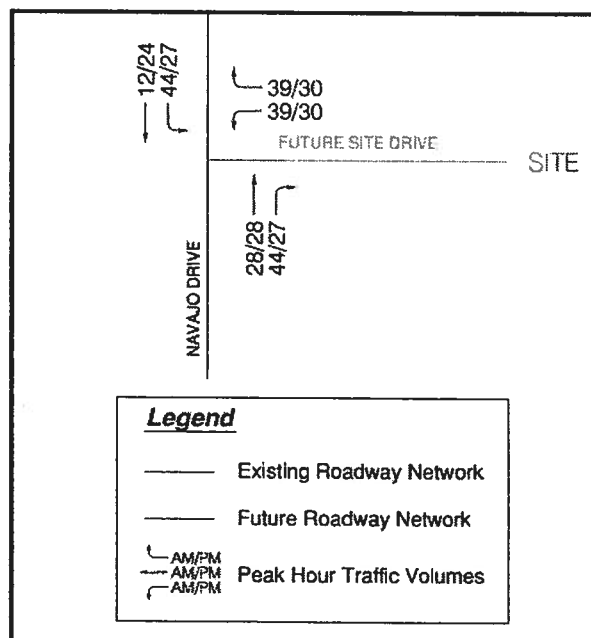 12/24
44/27
39/30
39/30
FUTURE SITE DRIVE
SITE
28/28
44/27
NAVAJO DRIVE
Legend
Existing Roadway Network
Future Roadway Network
AM/PM
AM/PM
AM/PM
Peak Hour Traffic Volumes